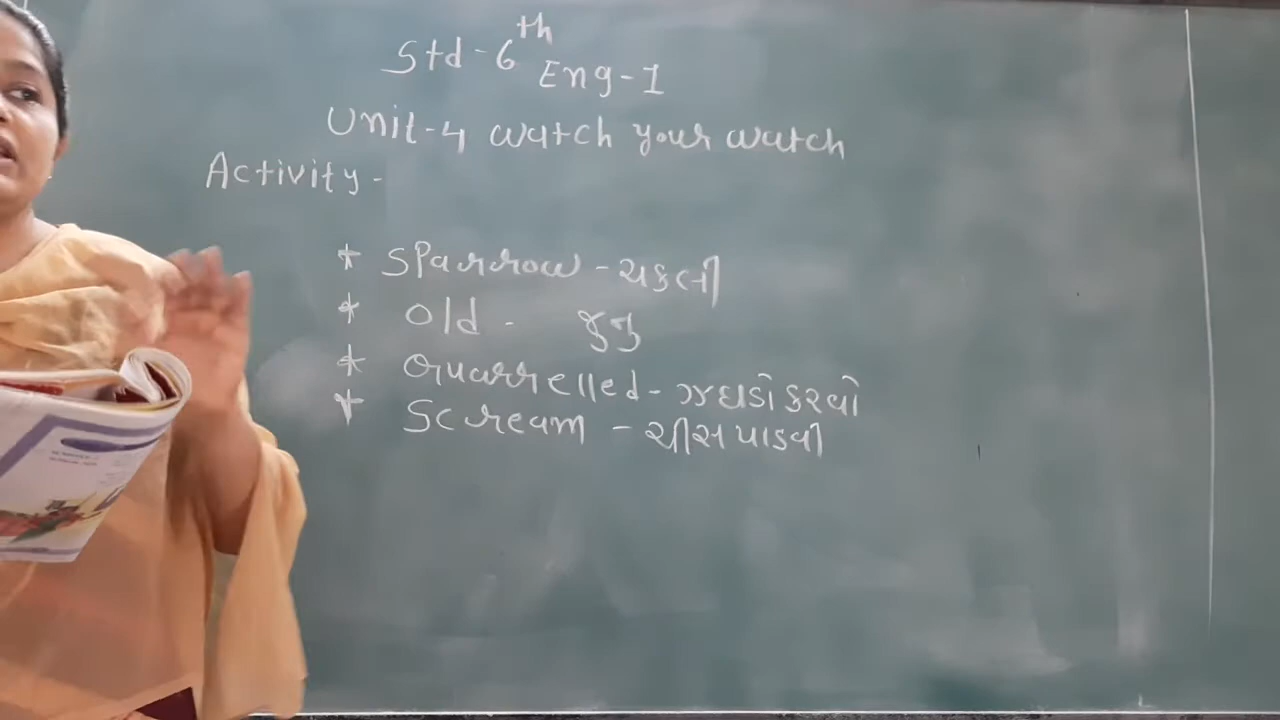 Std-6th Eng-1
Unit-4 watch your watch
Activity-
* Sparrow - ચકલી
* Old - જુનુ
* Quarrelled - ઝઘડો કરવો
* Scream - ચીસ પાડવી